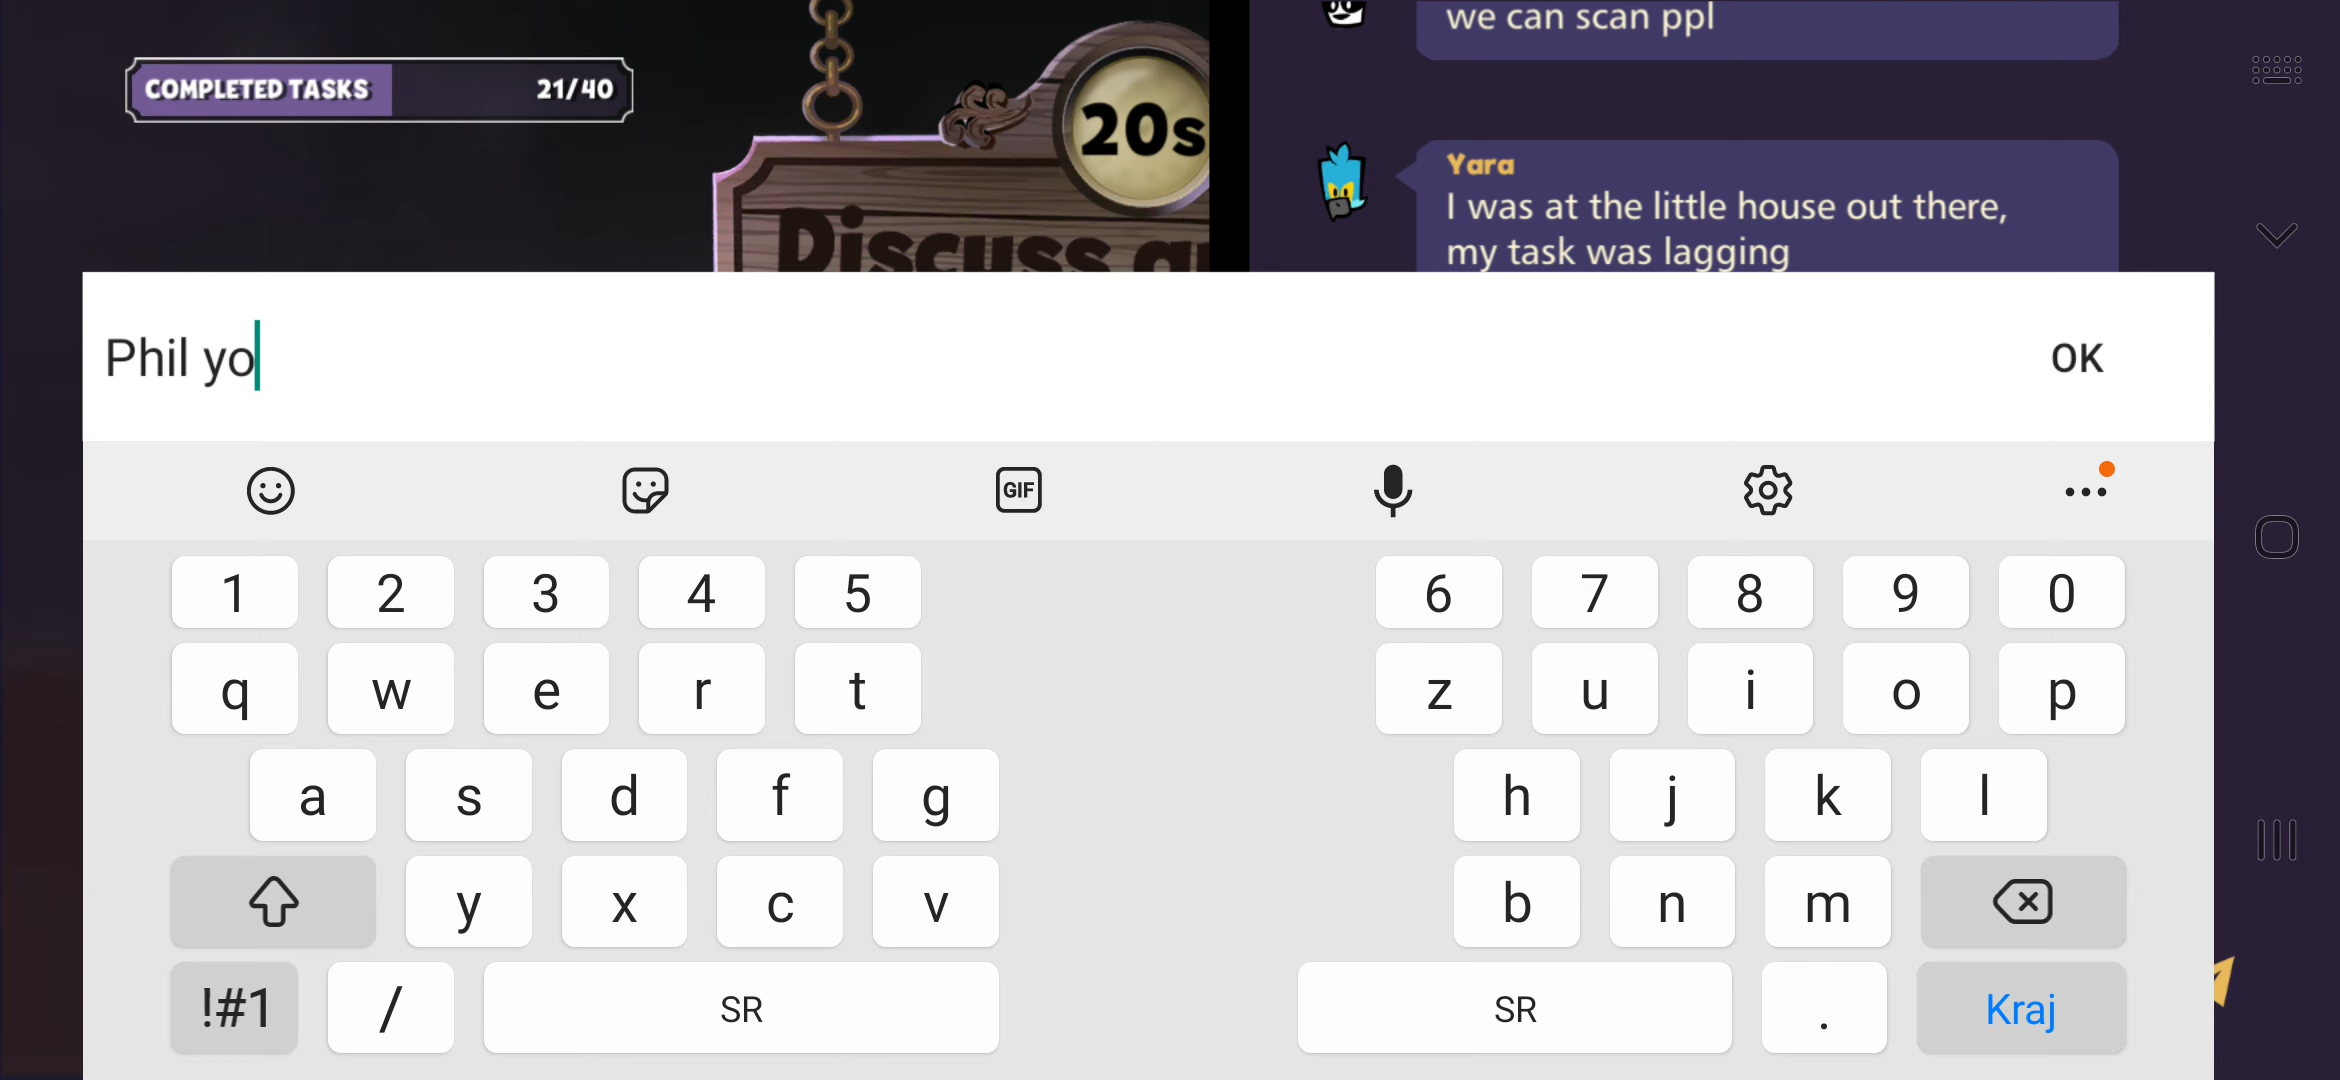 we can scan ppl
COMPLETED TASKS 21/40
20s
Yara
I was at the little house out there,
my task was lagging
Discuss a
Phil yo
OK
GIF
1 2 3 4 5 6 7 8 9 0
q w e r t z u i o p
a s d f g h j k l
y x c v b n m
!#1 / SR SR . Kraj